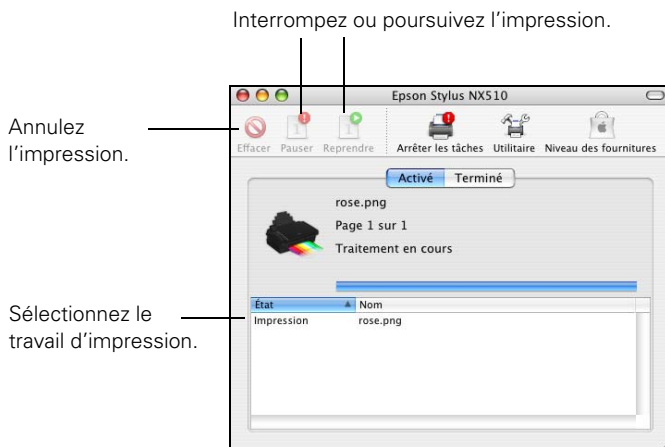 Interrompez ou poursuivez l'impression.
Epson Stylus NX510
Annulez
l'impression.
Effacer Pauser Reprendre Arrêter les tâches Utilitaire Niveau des fournitures
Activé Terminé
rose.png
Page 1 sur 1
Traitement en cours
Sélectionnez le
travail d'impression.
État Nom
Impression rose.png